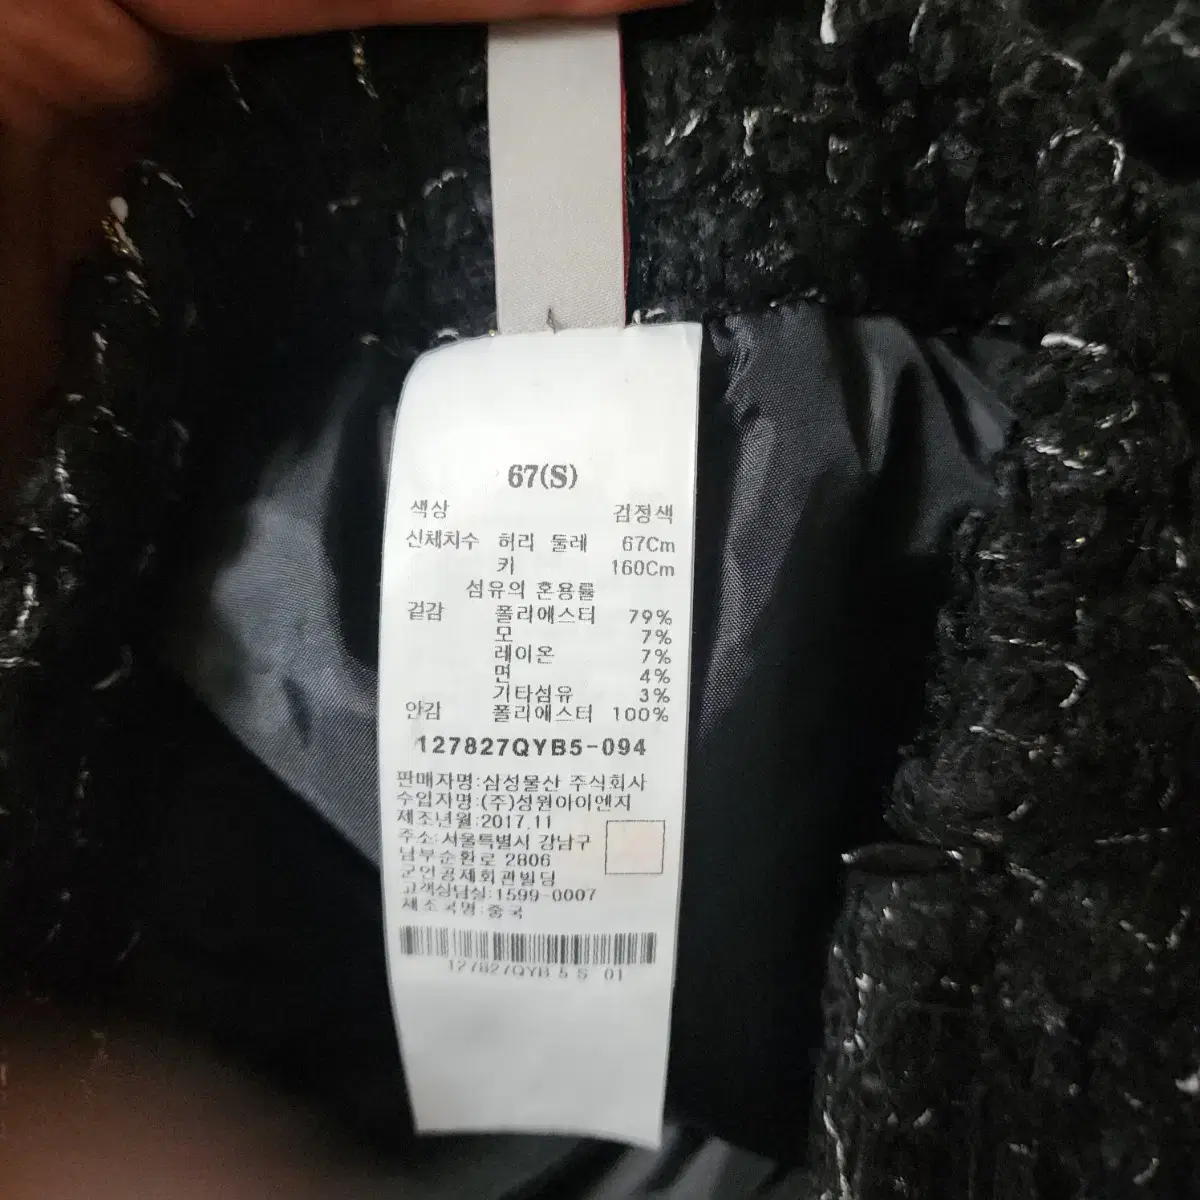 67(S)
색상 검정색
신체치수 허리 둘레 67Cm
키 160Cm
섬유의 혼용률
겉감 폴리에스터 79%
모 7%
레이온 7%
면 4%
기타섬유 3%
안감 폴리에스터 100%
127827QYB5-094
판매자명:삼성물산 주식회사
수입자명:(주)성원아이엔지
제조년월:2017.11
주소:서울특별시 강남구
남부순환로 2806
군인공제회관빌딩
고객상담실:1599-0007
제조국명:중국
127827QYB 5 S 01